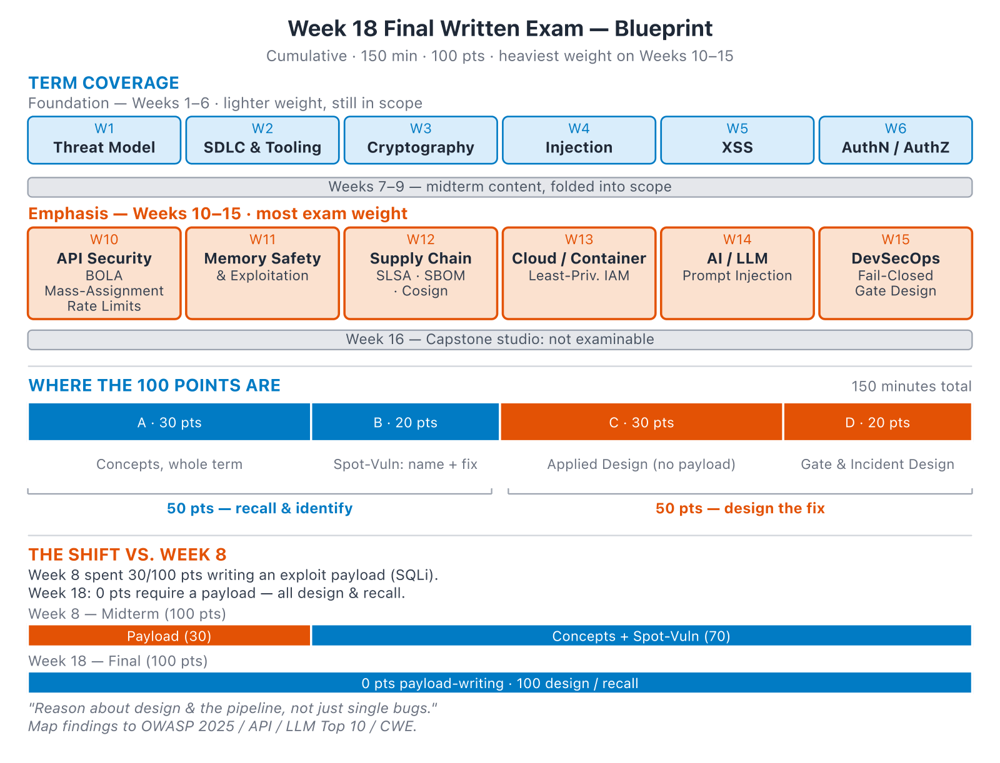 Week 18 Final Written Exam — Blueprint
Cumulative · 150 min · 100 pts · heaviest weight on Weeks 10–15
TERM COVERAGE
Foundation — Weeks 1–6 · lighter weight, still in scope
W1
Threat Model
W2
SDLC & Tooling
W3
Cryptography
W4
Injection
W5
XSS
W6
AuthN / AuthZ
Weeks 7–9 — midterm content, folded into scope
Emphasis — Weeks 10–15 · most exam weight
W10
API Security
BOLA
Mass-Assignment
Rate Limits
W11
Memory Safety
& Exploitation
W12
Supply Chain
SLSA · SBOM
· Cosign
W13
Cloud / Container
Least-Priv. IAM
W14
AI / LLM
Prompt Injection
W15
DevSecOps
Fail-Closed
Gate Design
Week 16 — Capstone studio: not examinable
WHERE THE 100 POINTS ARE
150 minutes total
A · 30 pts
B · 20 pts
C · 30 pts
D · 20 pts
Concepts, whole term
Spot-Vuln: name + fix
Applied Design (no payload)
Gate & Incident Design
50 pts — recall & identify
50 pts — design the fix
THE SHIFT VS. WEEK 8
Week 8 spent 30/100 pts writing an exploit payload (SQLi).
Week 18: 0 pts require a payload — all design & recall.
Week 8 — Midterm (100 pts)
Payload (30)
Concepts + Spot-Vuln (70)
Week 18 — Final (100 pts)
0 pts payload-writing · 100 design / recall
"Reason about design & the pipeline, not just single bugs."
Map findings to OWASP 2025 / API / LLM Top 10 / CWE.